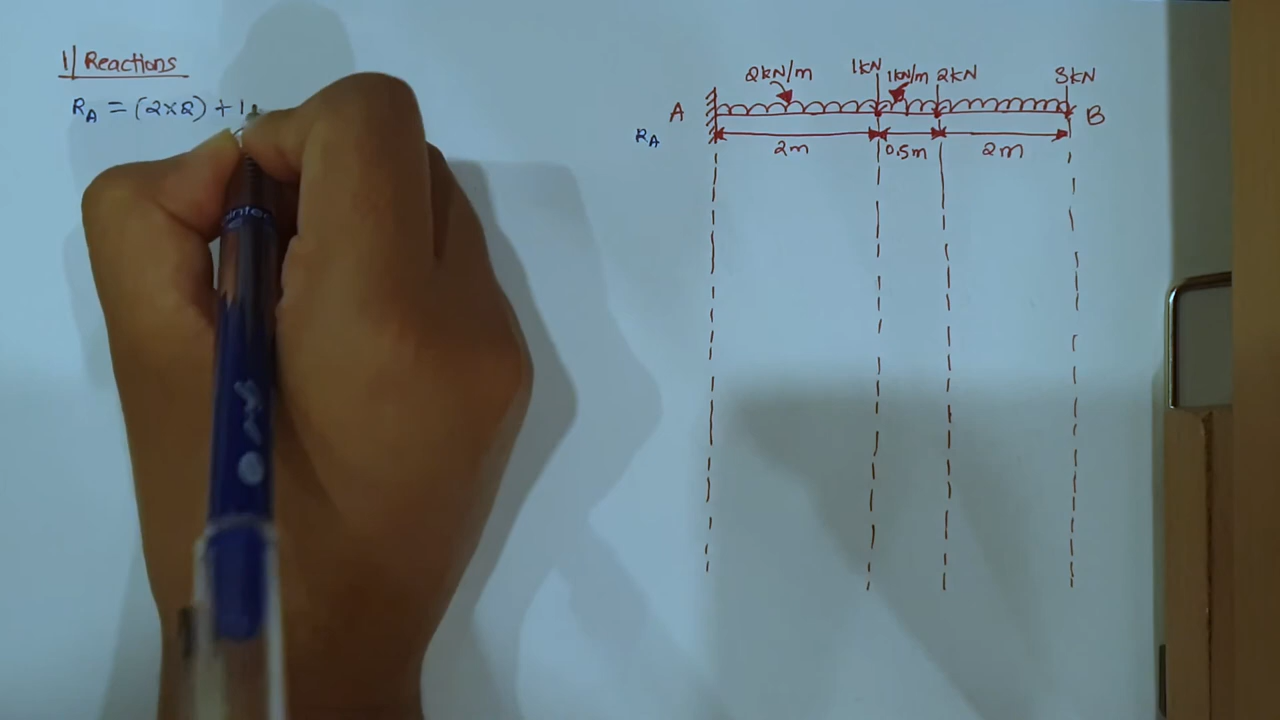 1) Reactions
RA = (2×2) + 1
2kN/m 1kN 1kN/m 2kN 3kN
A B
RA 2m 0.5m 2m